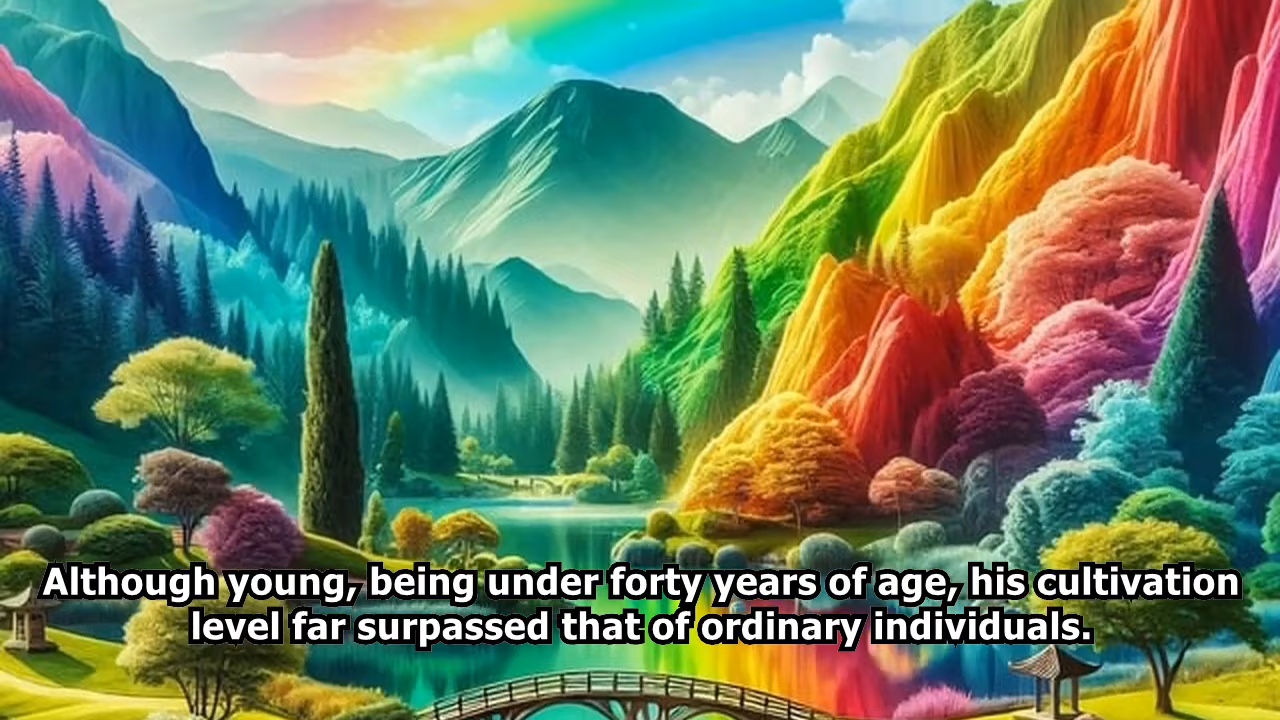 Although young, being under forty years of age, his cultivation
level far surpassed that of ordinary individuals.